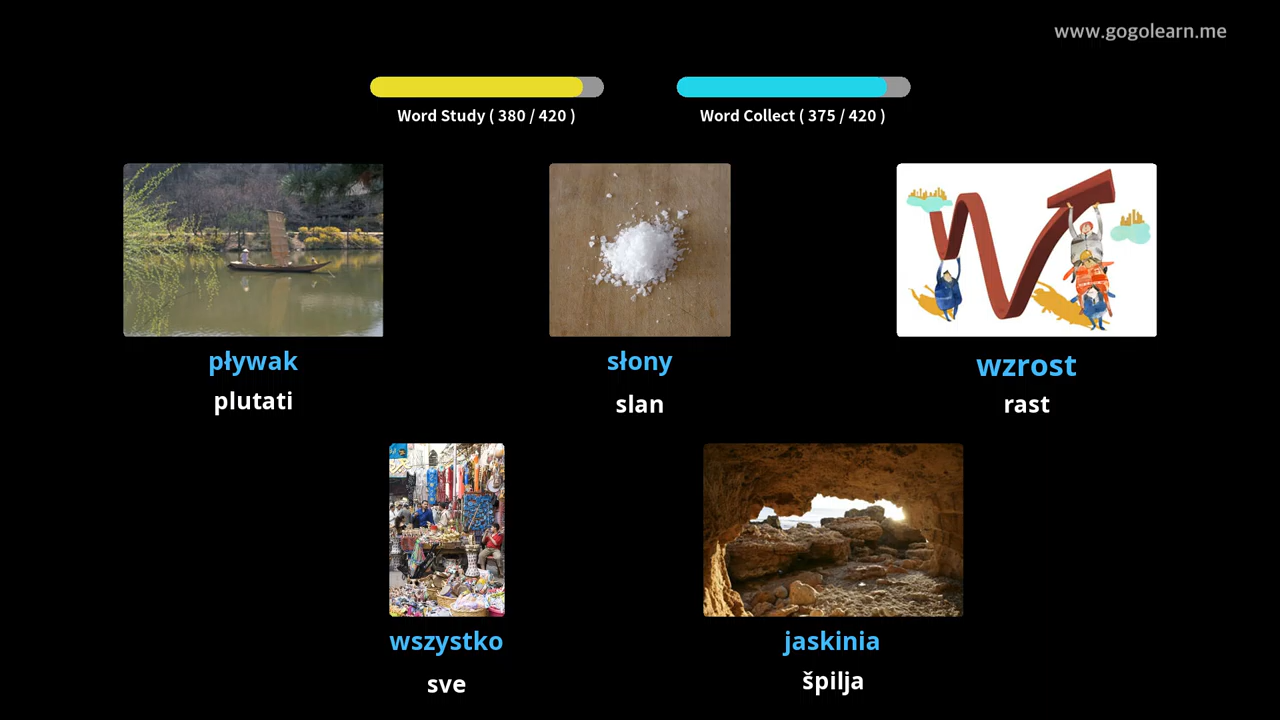 www.gogolearn.me
Word Study ( 380 / 420 )
Word Collect ( 375 / 420 )
pływak
słony
wzrost
plutati
slan
rast
wszystko
jaskinia
sve
špilja